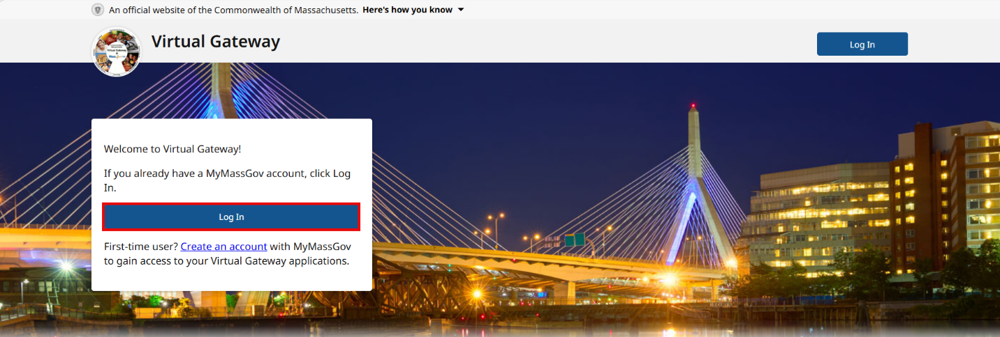 An official website of the Commonwealth of Massachusetts. Here's how you know
Virtual Gateway
Log In
Welcome to Virtual Gateway!
If you already have a MyMassGov account, click Log
In.
Log In
First-time user? Create an account with MyMassGov
to gain access to your Virtual Gateway applications.